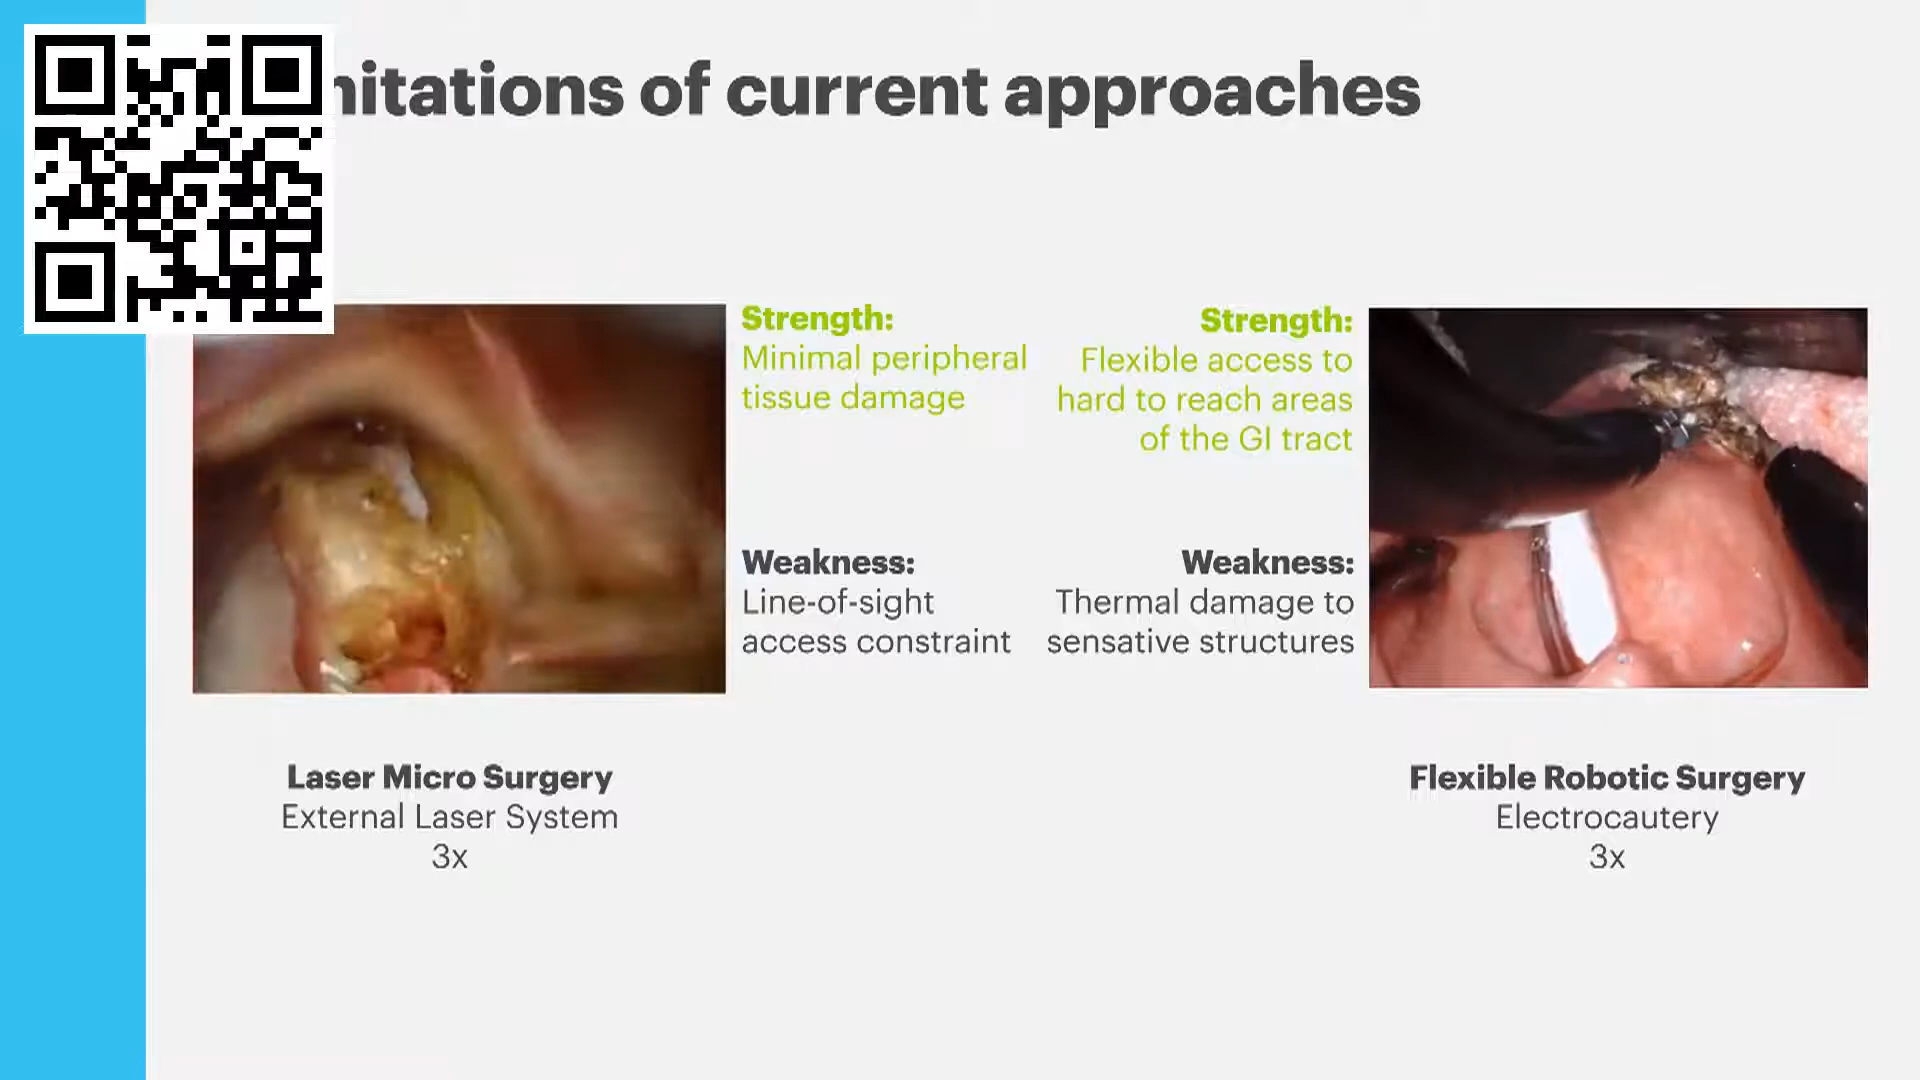 mitations of current approaches
Strength:
Minimal peripheral
tissue damage
Weakness:
Line-of-sight
access constraint
Strength:
Flexible access to
hard to reach areas
of the GI tract
Weakness:
Thermal damage to
sensative structures
Laser Micro Surgery
External Laser System
3x
Flexible Robotic Surgery
Electrocautery
3x